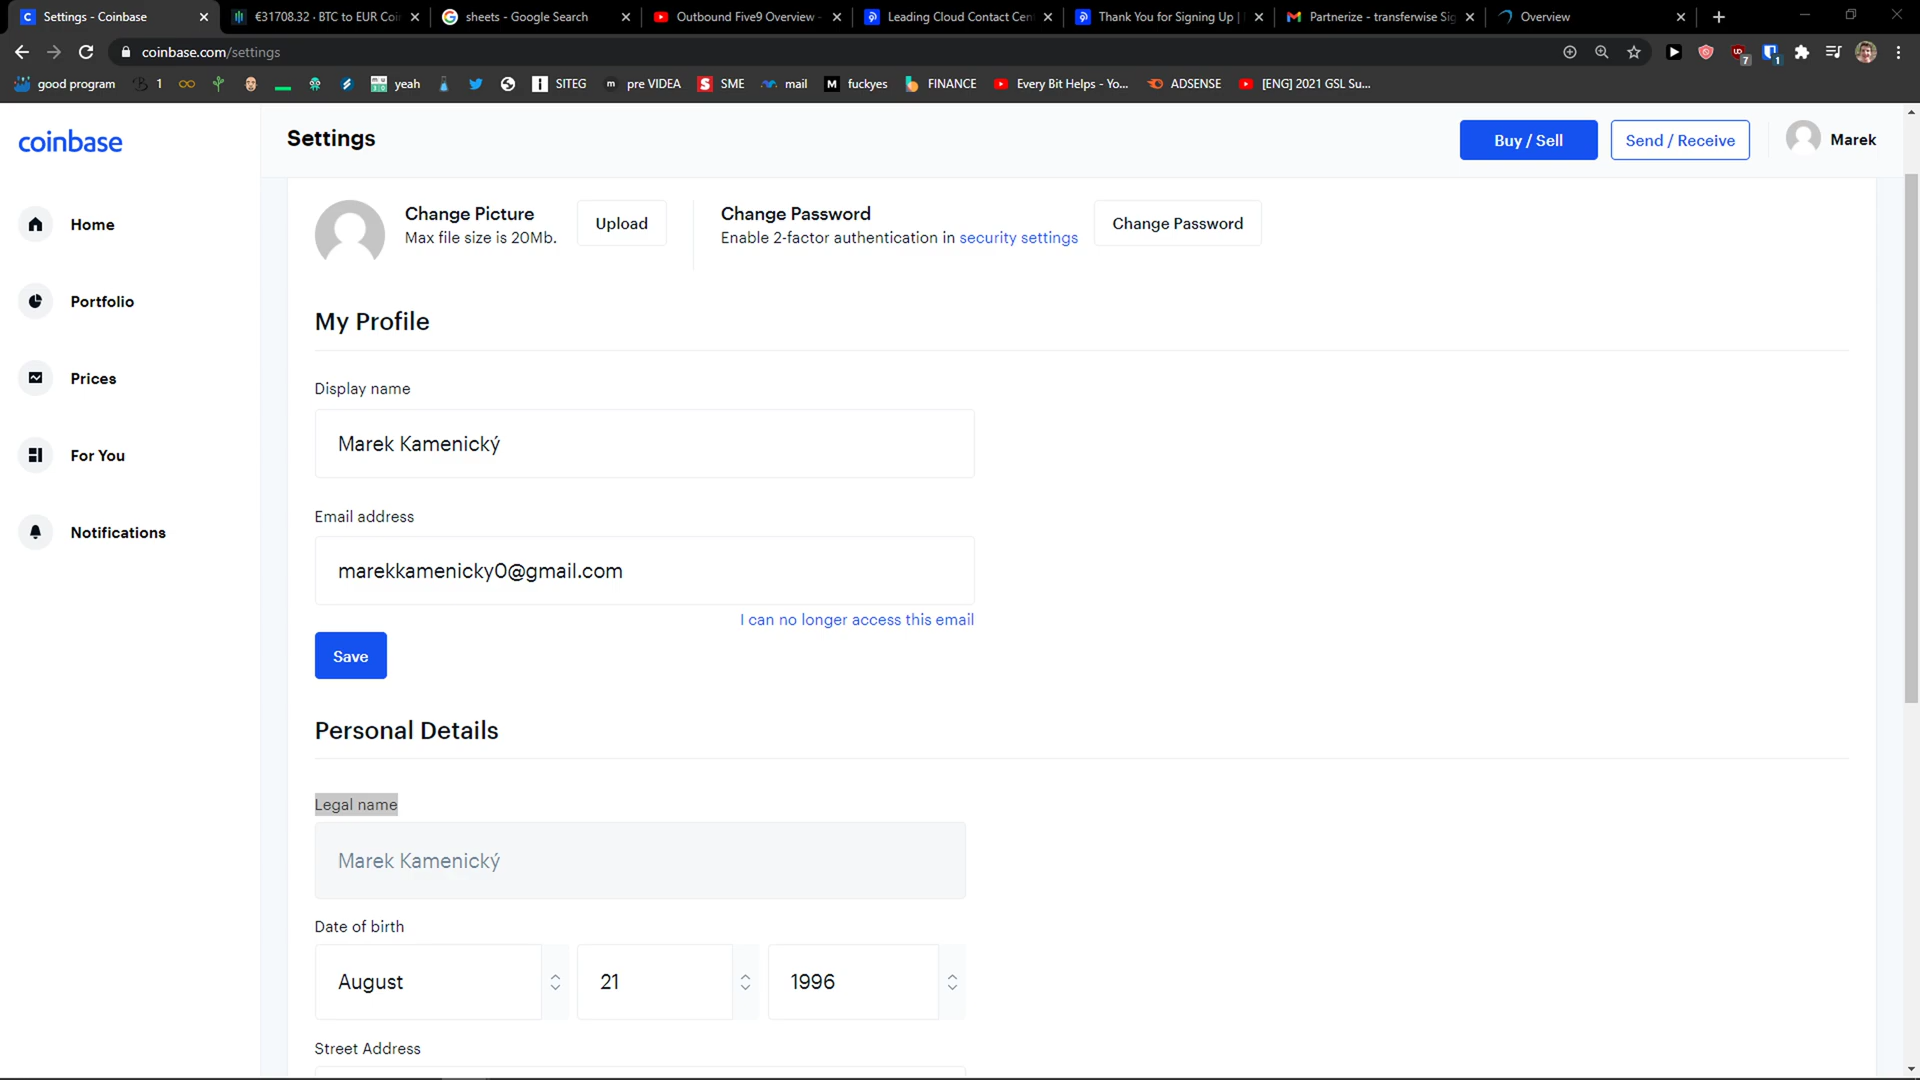 Settings - Coinbase
€31708.32 · BTC to EUR Coi
sheets - Google Search
Outbound Five9 Overview -
Leading Cloud Contact Cen
Thank You for Signing Up |
Partnerize - transferwise Sig
Overview
coinbase.com/settings
7
1
good program
1
yeah
SITEG
pre VIDEA
SME
mail
fuckyes
FINANCE
Every Bit Helps - Yo...
ADSENSE
[ENG] 2021 GSL Su...
coinbase
Settings
Buy / Sell
Send / Receive
Marek
Home
Portfolio
Prices
For You
Notifications
Change Picture
Max file size is 20Mb.
Upload
Change Password
Enable 2-factor authentication in security settings
Change Password
My Profile
Display name
Marek Kamenický
Email address
marekkamenicky0@gmail.com
I can no longer access this email
Save
Personal Details
Legal name
Marek Kamenický
Date of birth
August
21
1996
Street Address